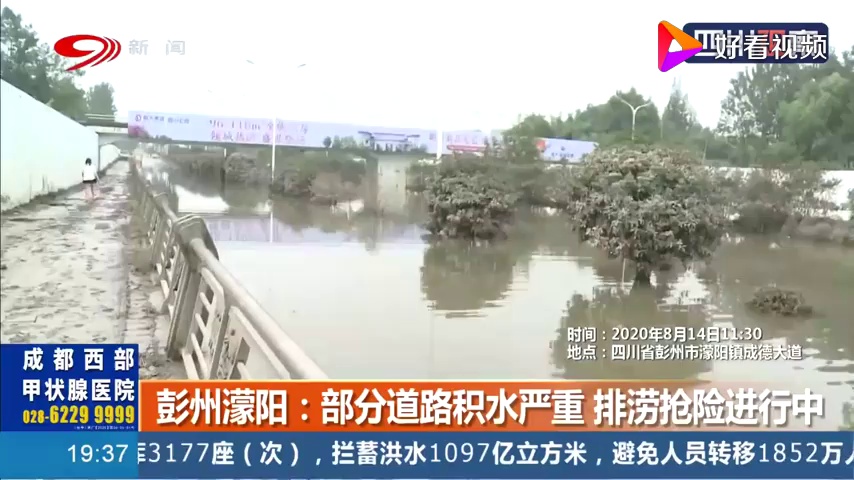 新闻
好看视频
时间：2020年8月14日11:30
地点：四川省彭州市濛阳镇成德大道
成都西部
甲状腺医院
028-6229 9999
彭州濛阳：部分道路积水严重 排涝抢险进行中
19:37
3177座（次），拦蓄洪水1097亿立方米，避免人员转移1852万人